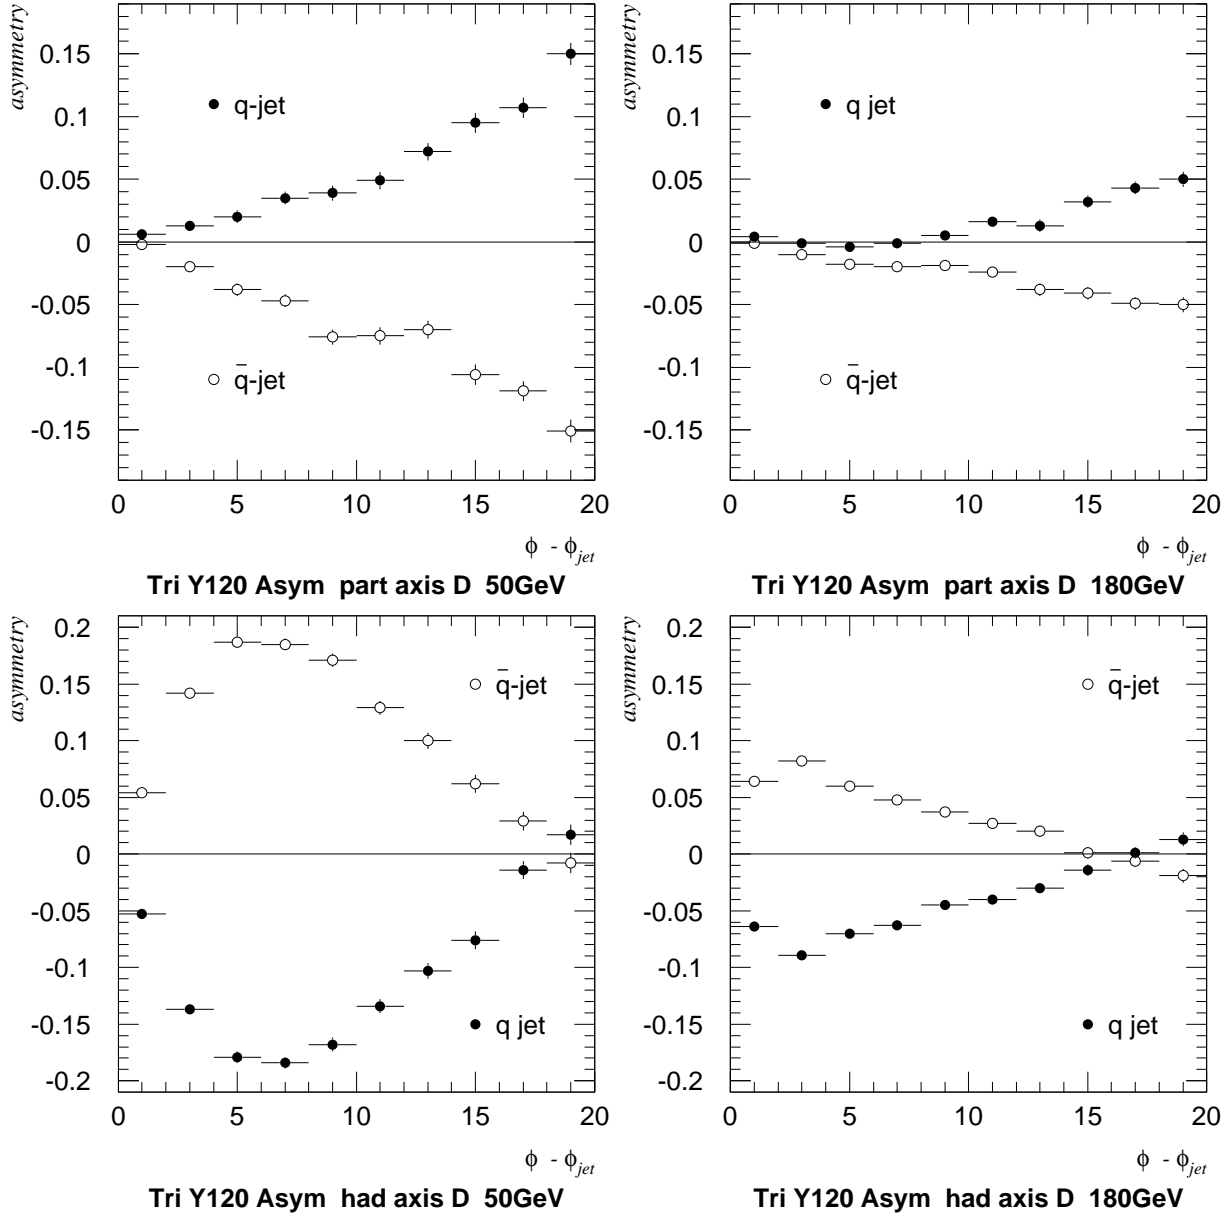 asymmetry
0.15
0.1
0.05
0
-0.05
-0.1
-0.15
q-jet
q̄-jet
0 5 10 15 20
ϕ - ϕjet
Tri Y120 Asym part axis D 50GeV
asymmetry
0.15
0.1
0.05
0
-0.05
-0.1
-0.15
q jet
q̄-jet
0 5 10 15 20
ϕ - ϕjet
Tri Y120 Asym part axis D 180GeV
asymmetry
0.2
0.15
0.1
0.05
0
-0.05
-0.1
-0.15
-0.2
q̄-jet
q jet
0 5 10 15 20
ϕ - ϕjet
Tri Y120 Asym had axis D 50GeV
asymmetry
0.2
0.15
0.1
0.05
0
-0.05
-0.1
-0.15
-0.2
q̄-jet
q jet
0 5 10 15 20
ϕ - ϕjet
Tri Y120 Asym had axis D 180GeV